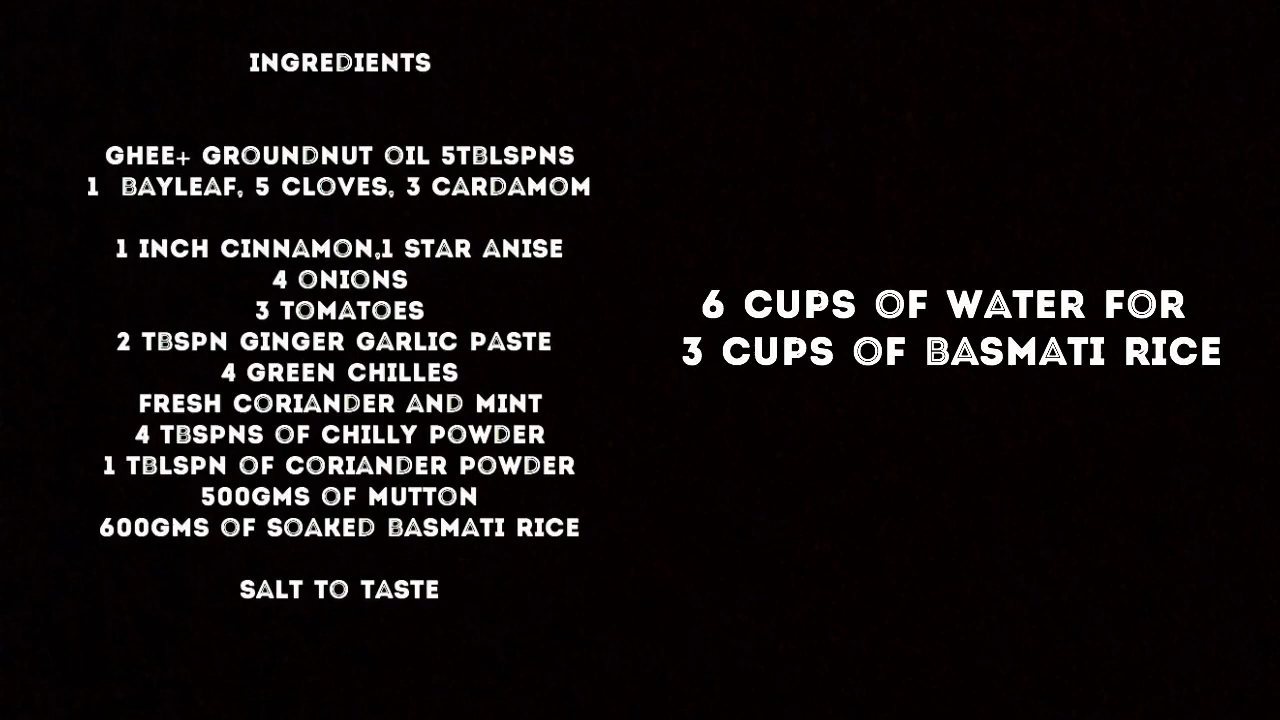 INGREDIENTS
GHEE+ GROUNDNUT OIL 5TBLSPNS
1 BAYLEAF, 5 CLOVES, 3 CARDAMOM
1 INCH CINNAMON,1 STAR ANISE
4 ONIONS
3 TOMATOES
2 TBSPN GINGER GARLIC PASTE
4 GREEN CHILLES
FRESH CORIANDER AND MINT
4 TBSPNS OF CHILLY POWDER
1 TBLSPN OF CORIANDER POWDER
500GMS OF MUTTON
600GMS OF SOAKED BASMATI RICE
SALT TO TASTE
6 CUPS OF WATER FOR
3 CUPS OF BASMATI RICE